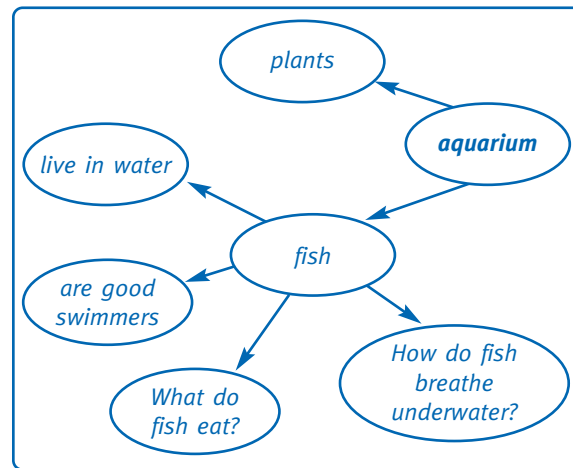 plants
aquarium
live in water
fish
are good
swimmers
What do
fish eat?
How do fish
breathe
underwater?